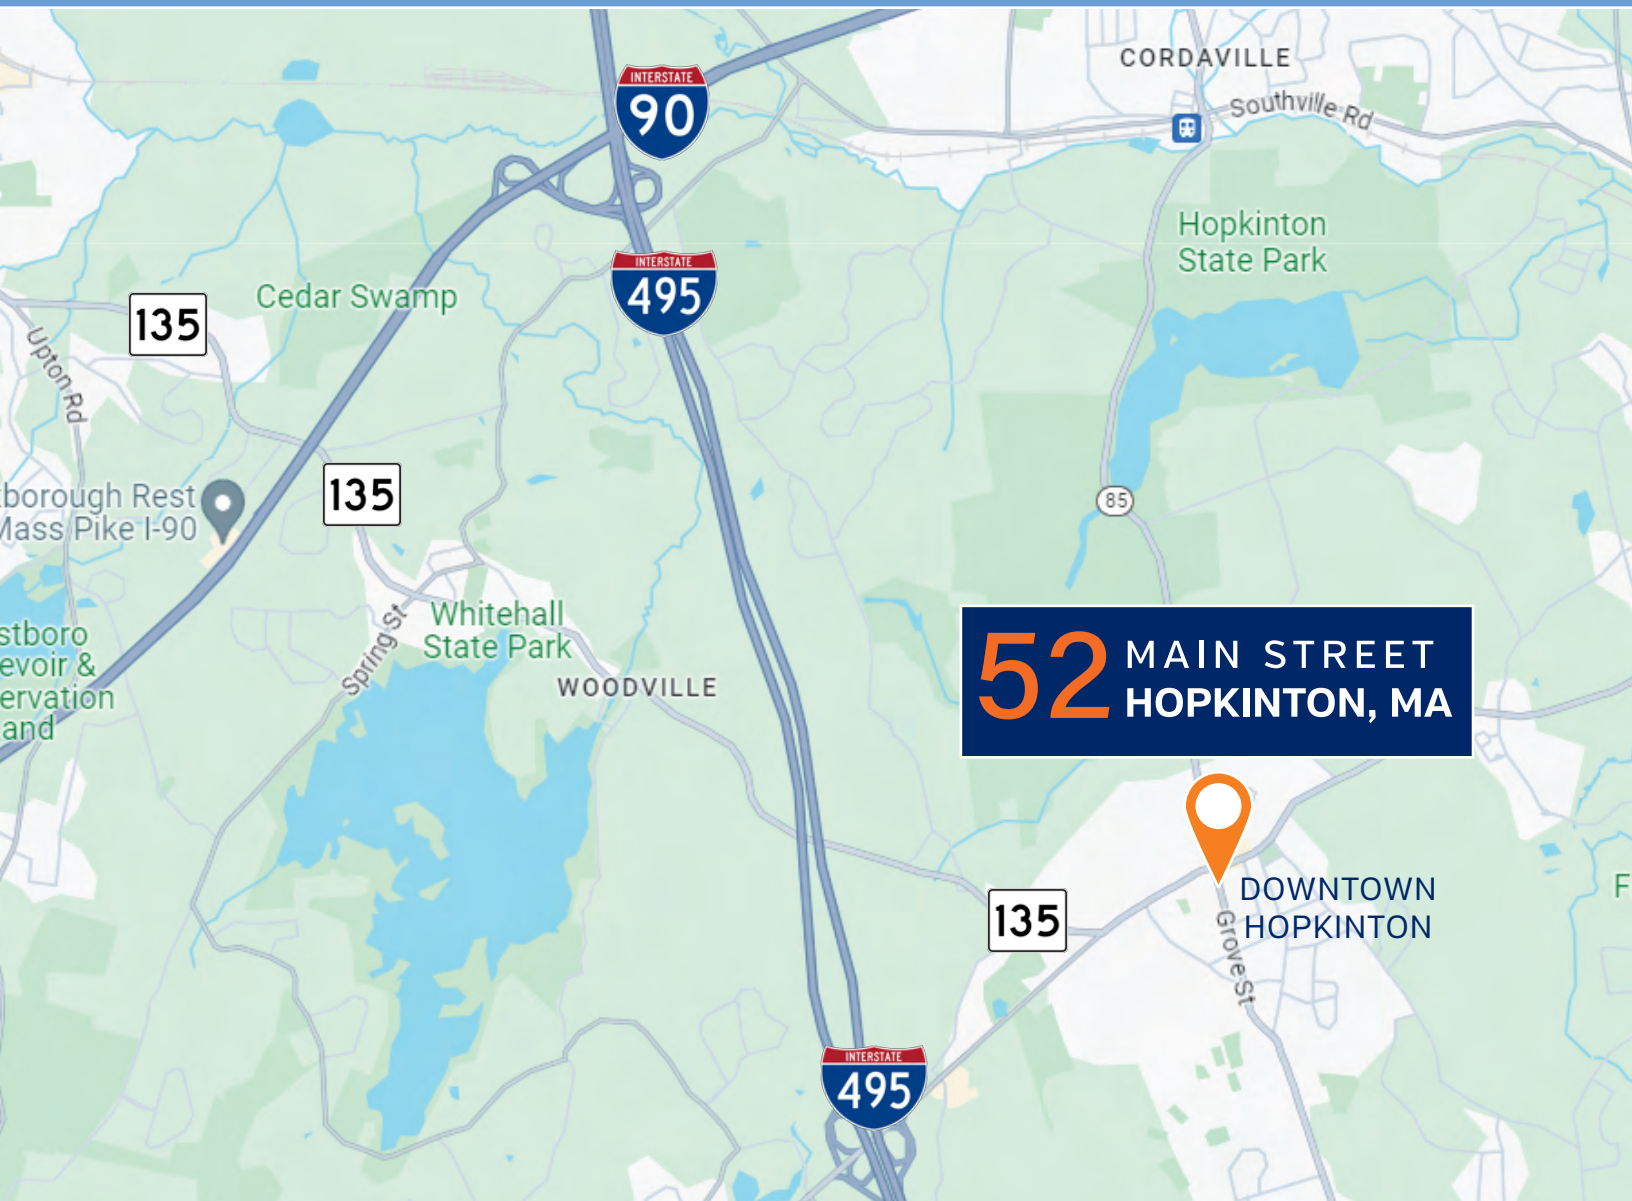 INTERSTATE
90
CORDAVILLE
Southville Rd
Hopkinton
State Park
INTERSTATE
495
Cedar Swamp
135
Upton Rd
135
borough Rest
Mass Pike I-90
85
Whitehall
State Park
Spring St
stboro
evoir &
ervation
and
WOODVILLE
52 MAIN STREET
HOPKINTON, MA
DOWNTOWN
HOPKINTON
135
Grove St
F
INTERSTATE
495